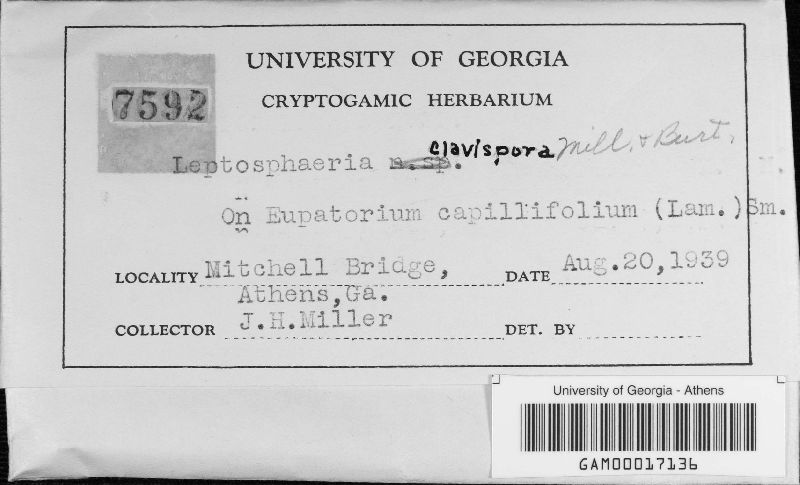 UNIVERSITY OF GEORGIA
7592
CRYPTOGAMIC HERBARIUM
Leptosphaeria n.sp. clavispora Mill. & Burt.
On Eupatorium capillifolium (Lam.) Sm.
LOCALITY Mitchell Bridge, DATE Aug.20,1939
Athens,Ga.
COLLECTOR J.H.Miller DET. BY
University of Georgia - Athens
GAM00017136